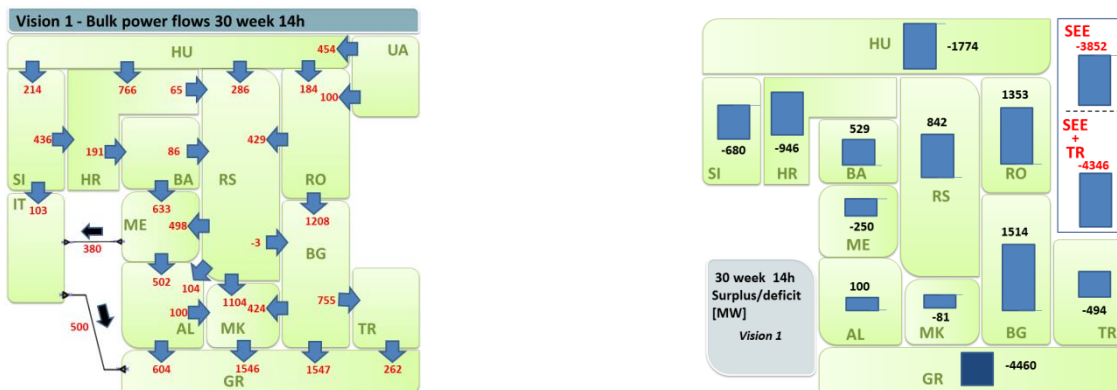 Vision 1 - Bulk power flows 30 week 14h
HU
454
UA
214
766
65
286
184
100
436
191
86
429
SI
HR
BA
RS
RO
IT
103
633
1208
ME
498
-3
BG
380
502
104
1104
755
500
100
424
AL
MK
TR
604
1546
1547
262
GR
HU
-1774
SEE
-3852
1353
842
529
SEE
+
TR
-4346
-680
-946
SI
HR
BA
RS
RO
1514
-250
ME
30 week 14h
Surplus/deficit
[MW]
Vision 1
100
-81
-494
AL
MK
BG
TR
GR
-4460